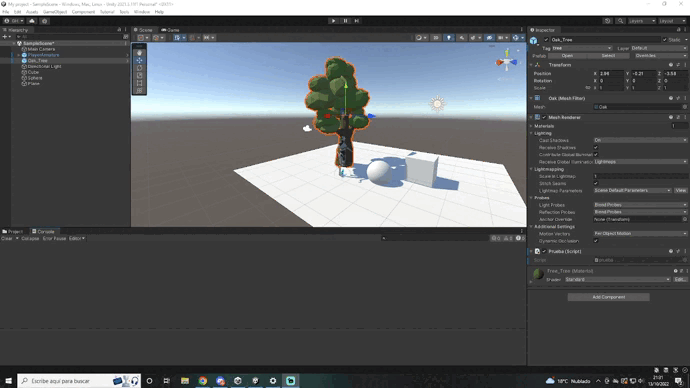 My project - SampleScene - Windows, Mac, Linux - Unity 2021.3.11f1 Personal* <DX11>
File Edit Assets GameObject Component Tutorial Tools Window Help
Layers Layout
Hierarchy Scene Game Inspector
All
SampleScene*
Main Camera
PlayerArmature
Oak_Tree
Directional Light
Cube
Sphere
Plane
Oak_Tree Static
Tag Tree Layer Default
Prefab Open Select Overrides
Transform
Position X 2.98 Y -0.21 Z -3.58
Rotation X 0 Y 0 Z 0
Scale X 1 Y 1 Z 1
Oak (Mesh Filter)
Mesh Oak
Mesh Renderer
Materials 1
Lighting
Cast Shadows On
Receive Shadows
Contribute Global Illuminat
Receive Global Illuminatio Lightmaps
Lightmapping
Scale In Lightmap 1
Stitch Seams
Lightmap Parameters Scene Default Parameters View
Probes
Light Probes Blend Probes
Reflection Probes Blend Probes
Anchor Override None (Transform)
Additional Settings
Motion Vectors Per Object Motion
Dynamic Occlusion
Prueba (Script)
Script prueba
Tree_Tree (Material)
Shader Standard Edit...
Add Component
Project Console
Clear Collapse Error Pause Editor
0 0 0
Escribe aquí para buscar
18°C Nublado
21:01
13/10/2022